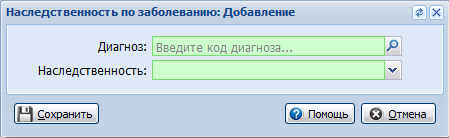 Наследственность по заболеванию: Добавление
Диагноз: Введите код диагноза...
Наследственность:
Сохранить Помощь Отмена